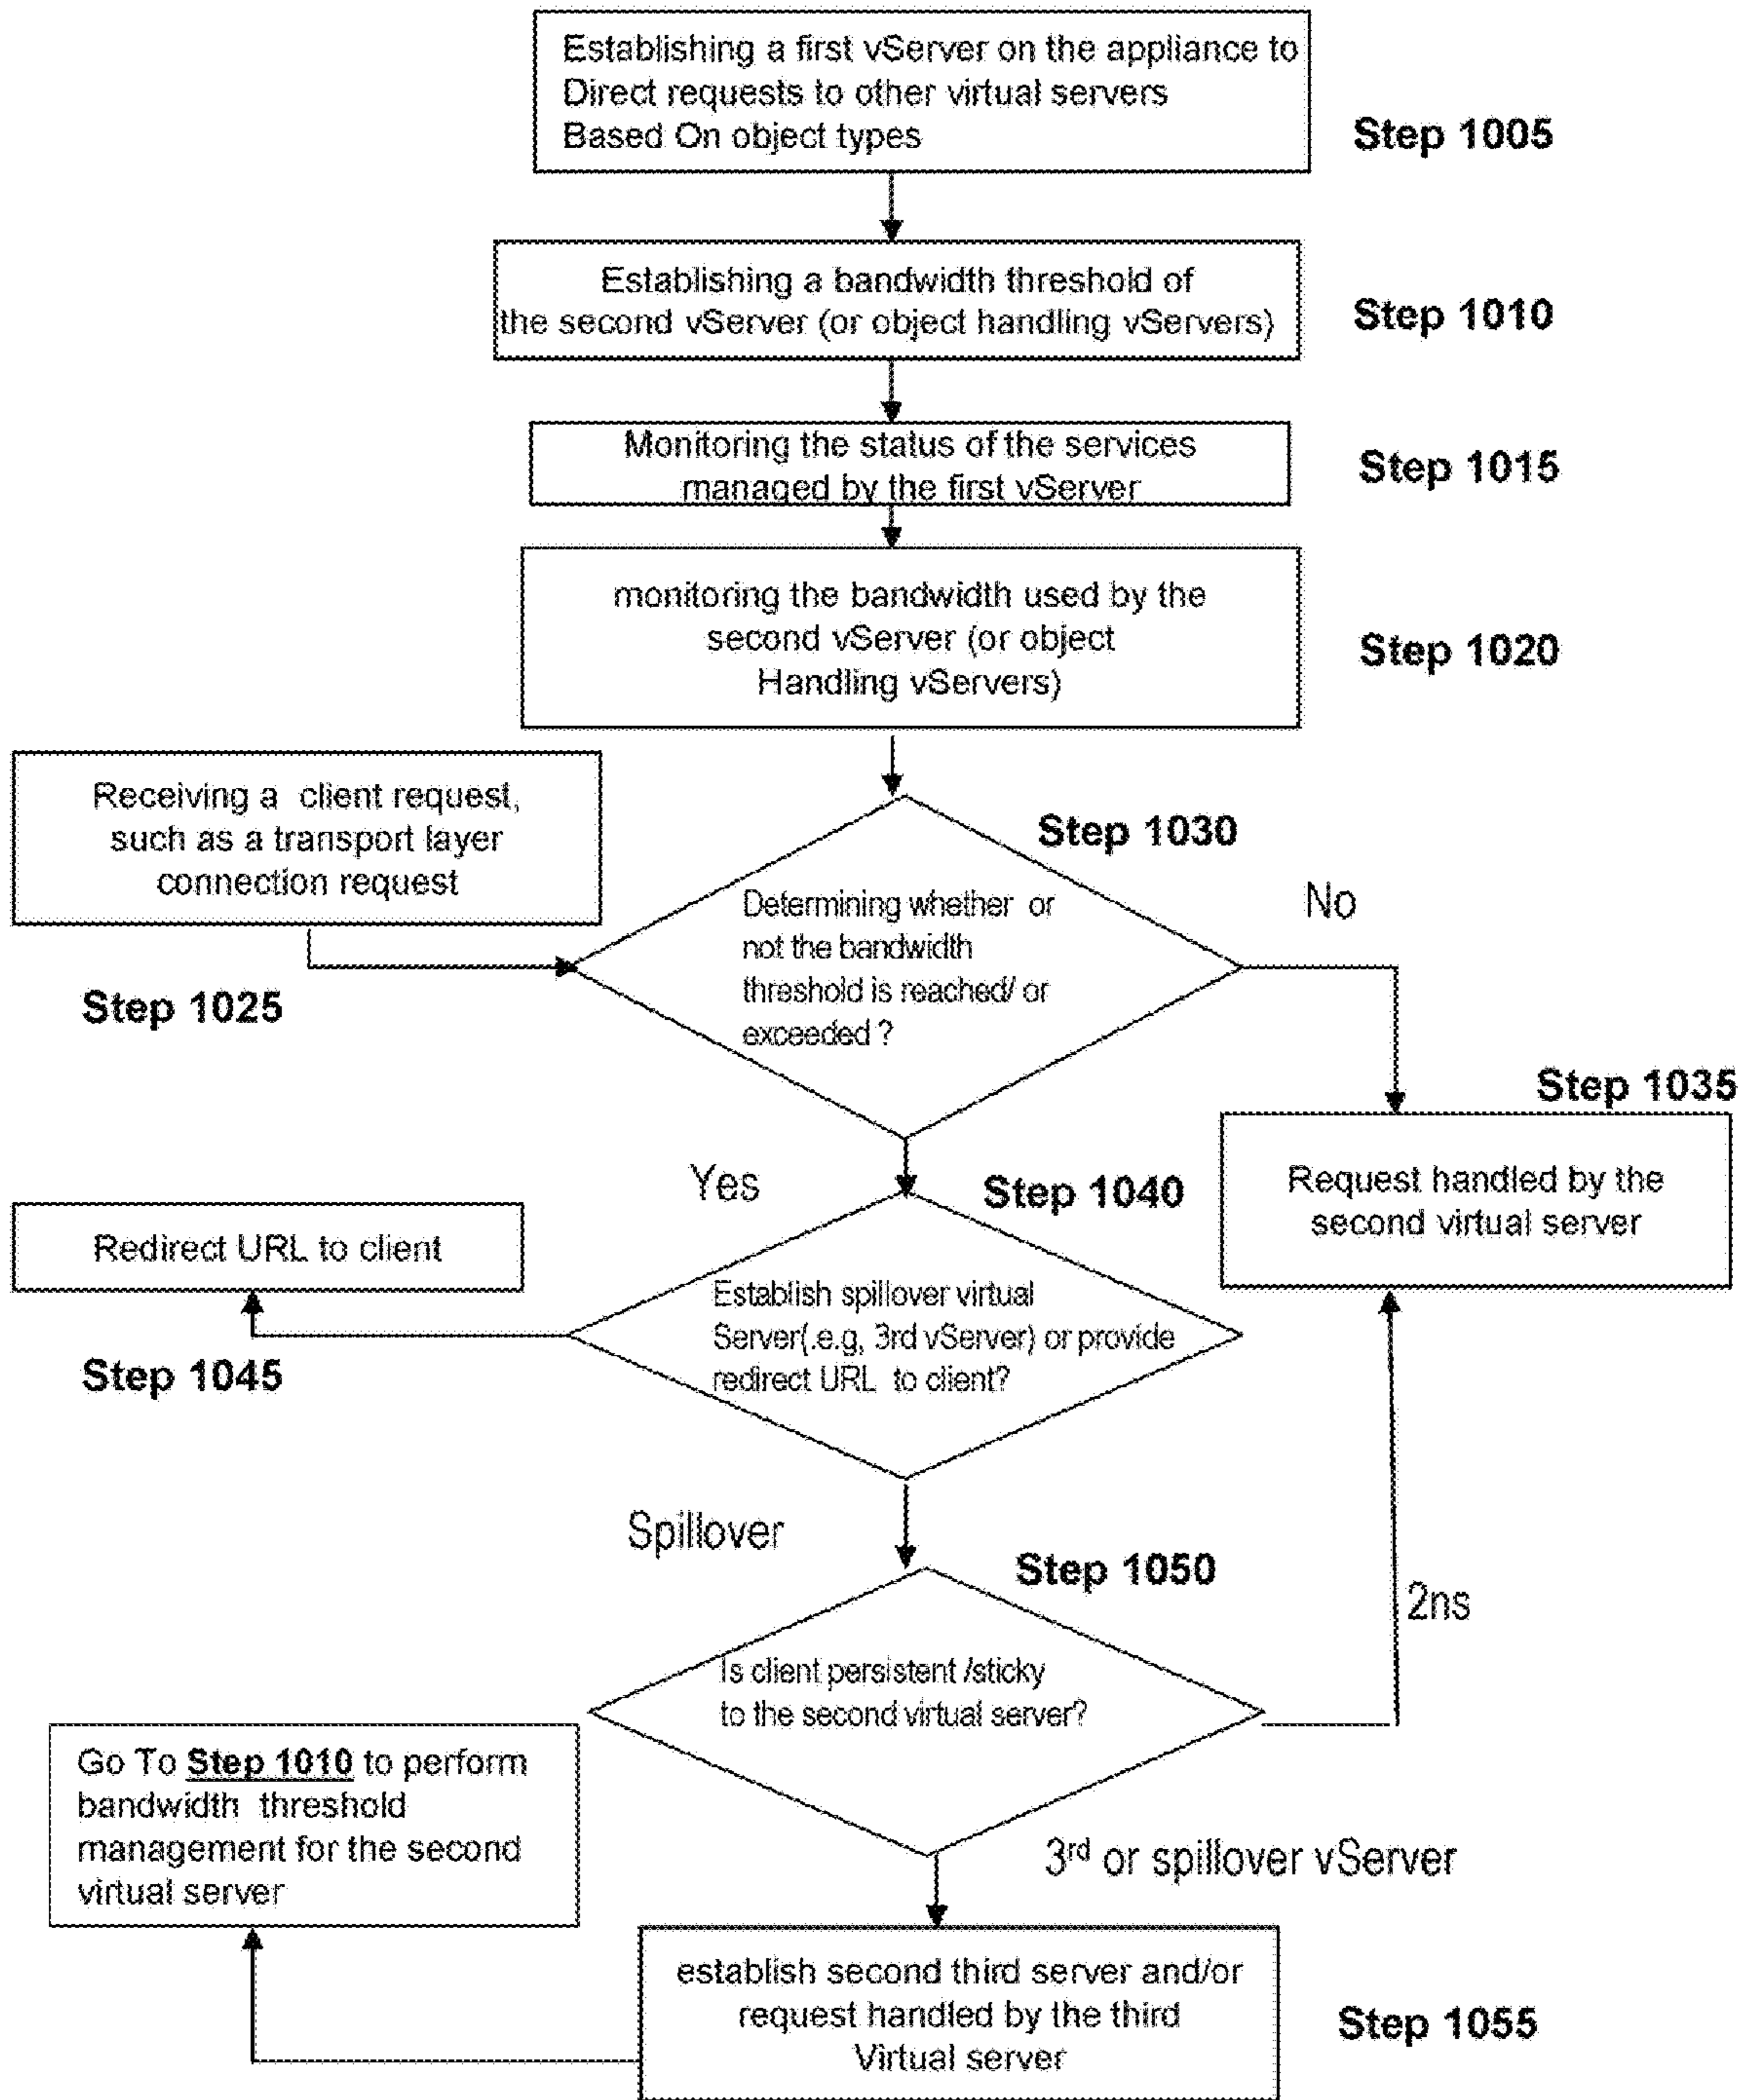 Establishing a first vServer on the appliance to
Direct requests to other virtual servers
Based On object types
Step 1005
Establishing a bandwidth threshold of
the second vServer (or object handling vServers)
Step 1010
Monitoring the status of the services
managed by the first vServer
Step 1015
monitoring the bandwidth used by the
second vServer (or object
Handling vServers)
Step 1020
Receiving a client request,
such as a transport layer
connection request
Step 1025
Step 1030
Determining whether or
not the bandwidth
threshold is reached/ or
exceeded ?
No
Step 1035
Request handled by the
second virtual server
Yes
Step 1040
Establish spillover virtual
Server(.e.g, 3rd vServer) or provide
redirect URL to client?
Redirect URL to client
Step 1045
Spillover
Step 1050
Is client persistent /sticky
to the second virtual server?
2ns
Go To Step 1010 to perform
bandwidth threshold
management for the second
virtual server
3rd or spillover vServer
establish second third server and/or
request handled by the third
Virtual server
Step 1055